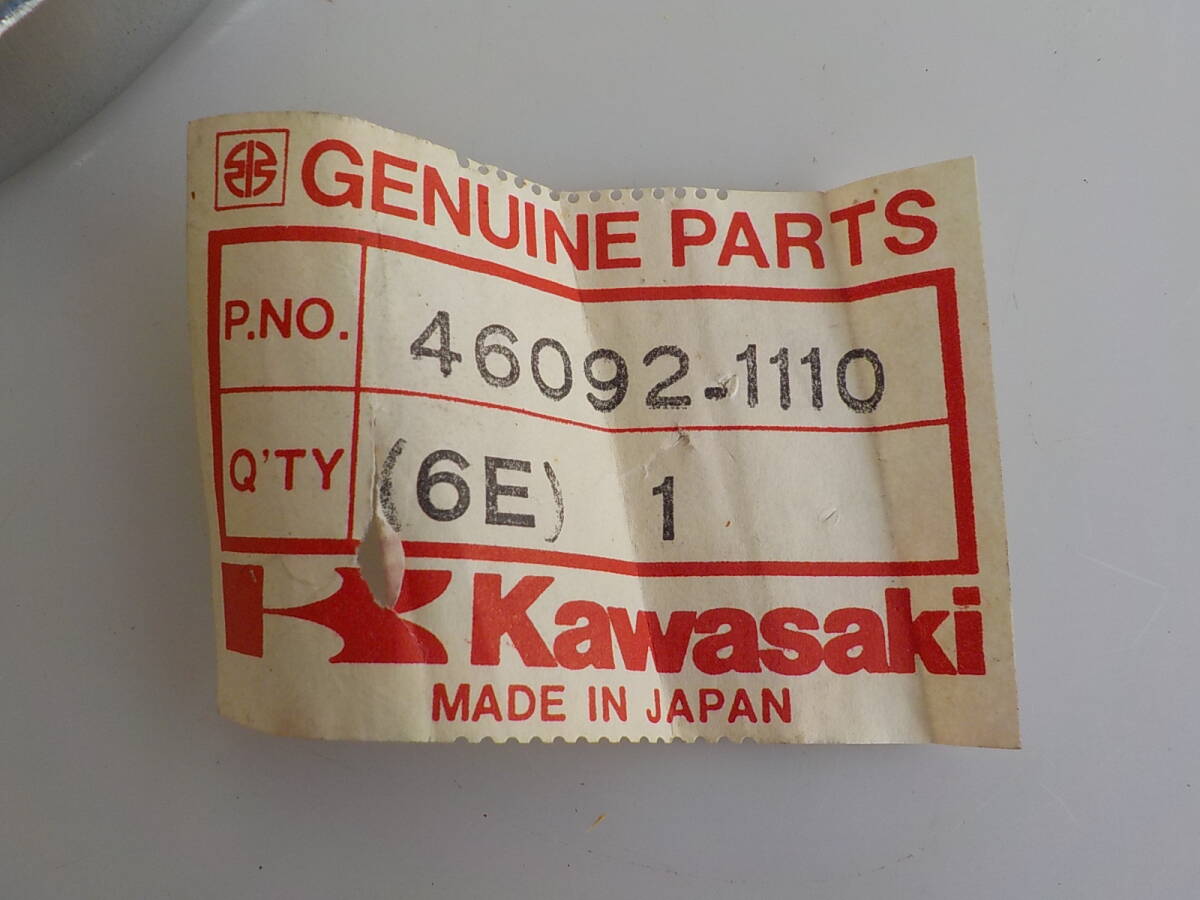 GENUINE PARTS
P.NO. 46092-1110
Q'TY (6E) 1
Kawasaki
MADE IN JAPAN